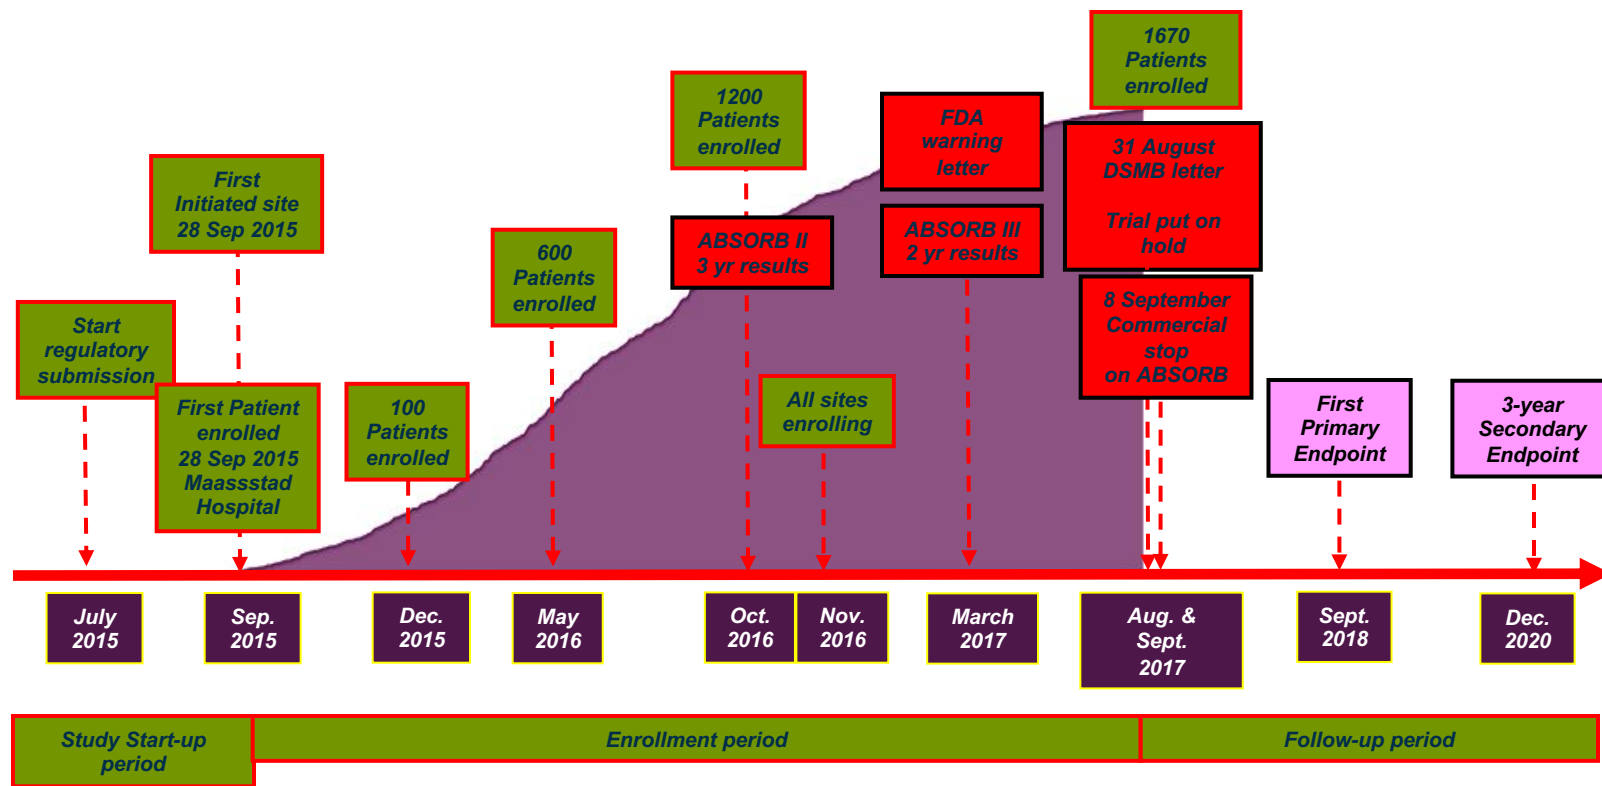 1670
Patients
enrolled
1200
Patients
enrolled
FDA
warning
letter
31 August
DSMB letter
Trial put on
hold
First
Initiated site
28 Sep 2015
600
Patients
enrolled
ABSORB II
3 yr results
ABSORB III
2 yr results
8 September
Commercial
stop
on ABSORB
Start
regulatory
submission
First Patient
enrolled
28 Sep 2015
Maassstad
Hospital
100
Patients
enrolled
All sites
enrolling
First
Primary
Endpoint
3-year
Secondary
Endpoint
July
2015
Sep.
2015
Dec.
2015
May
2016
Oct.
2016
Nov.
2016
March
2017
Aug. &
Sept.
2017
Sept.
2018
Dec.
2020
Study Start-up
period
Enrollment period
Follow-up period